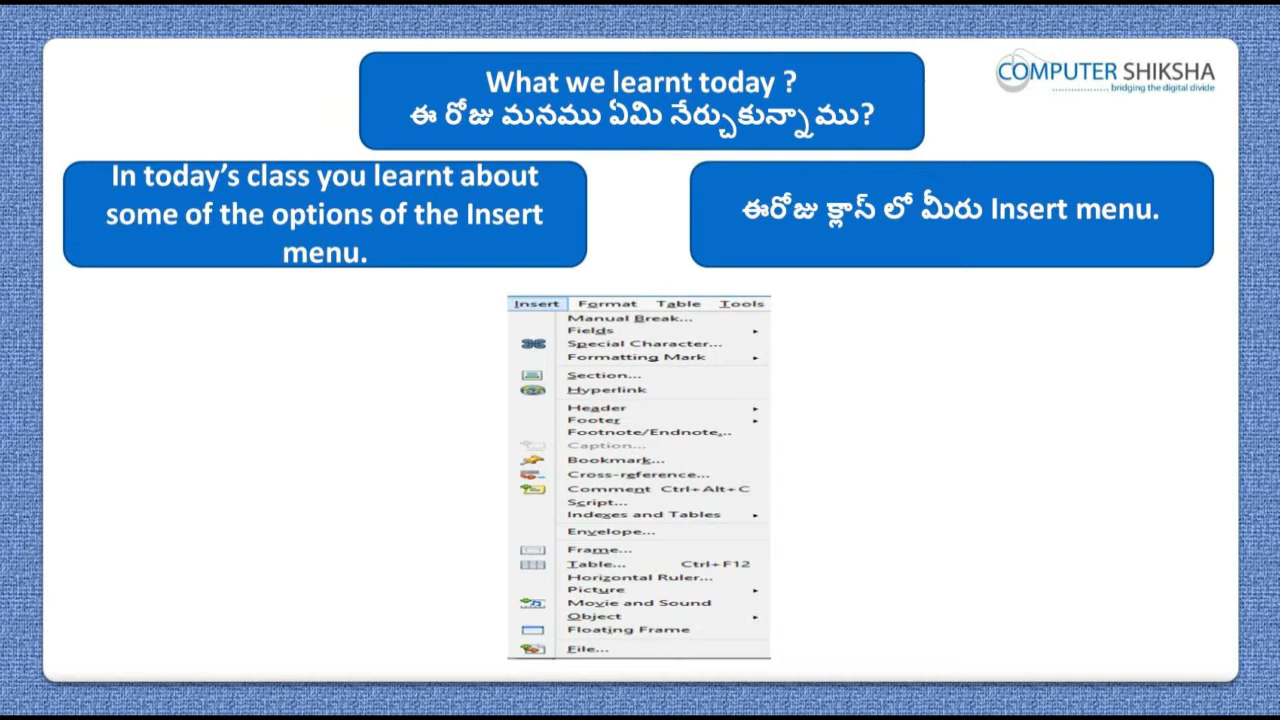 What we learnt today ?
ఈ రోజు మనము ఏమి నేర్చుకున్నాము?
COMPUTER SHIKSHA
bridging the digital divide
In today's class you learnt about
some of the options of the Insert
menu.
ఈరోజు క్లాస్ లో మీరు Insert menu.
Insert Format Table Tools
Manual Break...
Fields
Special Character...
Formatting Mark
Section...
Hyperlink
Header
Footer
Footnote/Endnote...
Caption...
Bookmark...
Cross-reference...
Comment Ctrl+Alt+C
Script...
Indexes and Tables
Envelope...
Frame...
Table... Ctrl+F12
Horizontal Ruler...
Picture
Movie and Sound
Object
Floating Frame
File...